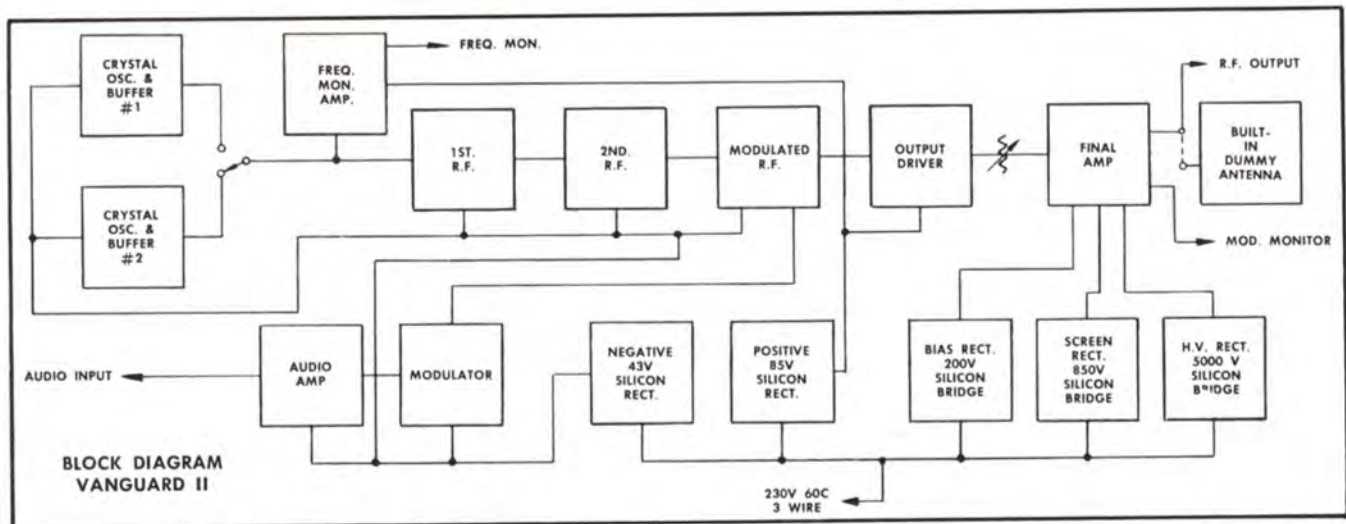 CRYSTAL
OSC. &
BUFFER
#1
FREQ.
MON.
AMP.
FREQ. MON.
R.F. OUTPUT
CRYSTAL
OSC. &
BUFFER
#2
1ST.
R.F.
2ND.
R.F.
MODULATED
R.F.
OUTPUT
DRIVER
FINAL
AMP
BUILT-
IN
DUMMY
ANTENNA
MOD. MONITOR
AUDIO INPUT
AUDIO
AMP
MODULATOR
NEGATIVE
43V
SILICON
RECT.
POSITIVE
85V
SILICON
RECT.
BIAS RECT.
200V
SILICON
BRIDGE
SCREEN
RECT.
850V
SILICON
BRIDGE
H.V. RECT.
5000 V
SILICON
BRIDGE
BLOCK DIAGRAM
VANGUARD II
230V 60C
3 WIRE